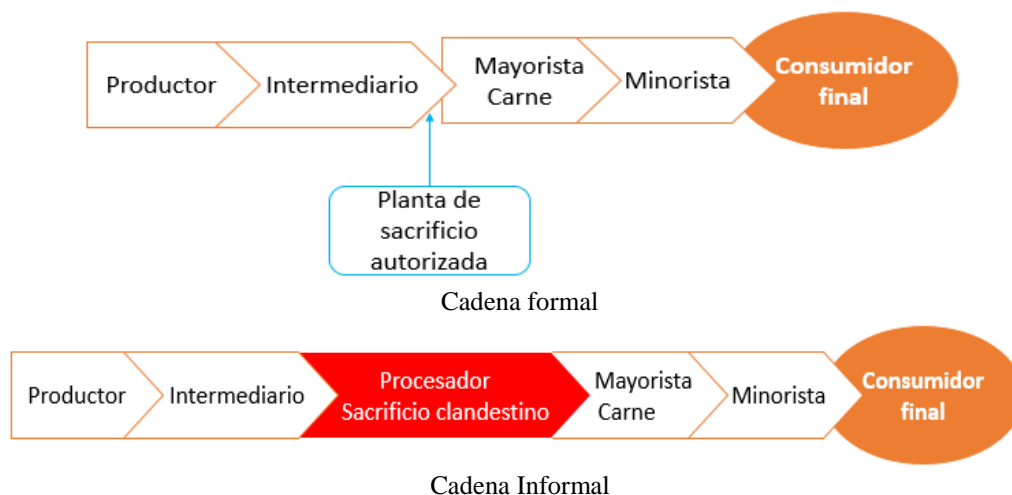 Productor
Intermediario
Mayorista
Carne
Minorista
Consumidor
final
Planta de
sacrificio
autorizada
Cadena formal
Productor
Intermediario
Procesador
Sacrificio clandestino
Mayorista
Carne
Minorista
Consumidor
final
Cadena Informal